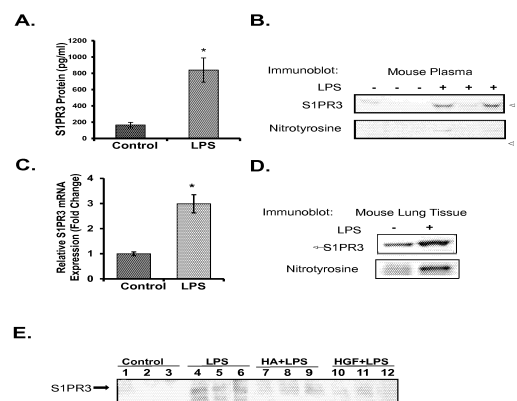 A.
S1PR3 Protein (pg/ml)
1200
1000
800
600
400
200
0
*
Control LPS
B.
Immunoblot: Mouse Plasma
LPS - - - + + +
S1PR3
Nitrotyrosine
C.
Relative S1PR3 mRNA
Expression (Fold Change)
4
3
2
1
0
*
Control LPS
D.
Immunoblot: Mouse Lung Tissue
LPS - +
S1PR3
Nitrotyrosine
E.
Control LPS HA+LPS HGF+LPS
1 2 3 4 5 6 7 8 9 10 11 12
S1PR3